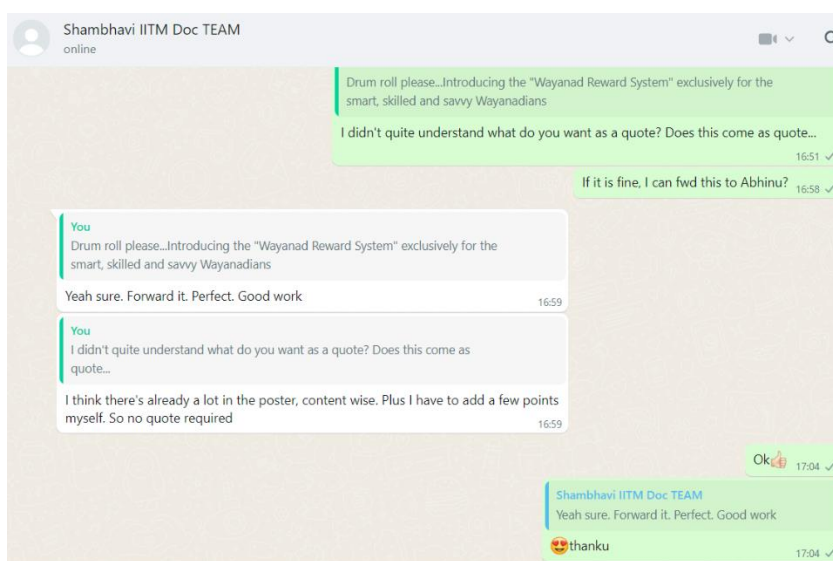 Shambhavi IITM Doc TEAM
online
Drum roll please...Introducing the "Wayanad Reward System" exclusively for the
smart, skilled and savvy Wayanadians
I didn't quite understand what do you want as a quote? Does this come as quote...
16:51
If it is fine, I can fwd this to Abhinu?
16:58
You
Drum roll please...Introducing the "Wayanad Reward System" exclusively for the
smart, skilled and savvy Wayanadians
Yeah sure. Forward it. Perfect. Good work
16:59
You
I didn't quite understand what do you want as a quote? Does this come as
quote...
I think there's already a lot in the poster, content wise. Plus I have to add a few points
myself. So no quote required
16:59
Ok👍
17:04
Shambhavi IITM Doc TEAM
Yeah sure. Forward it. Perfect. Good work
😍thanku
17:04